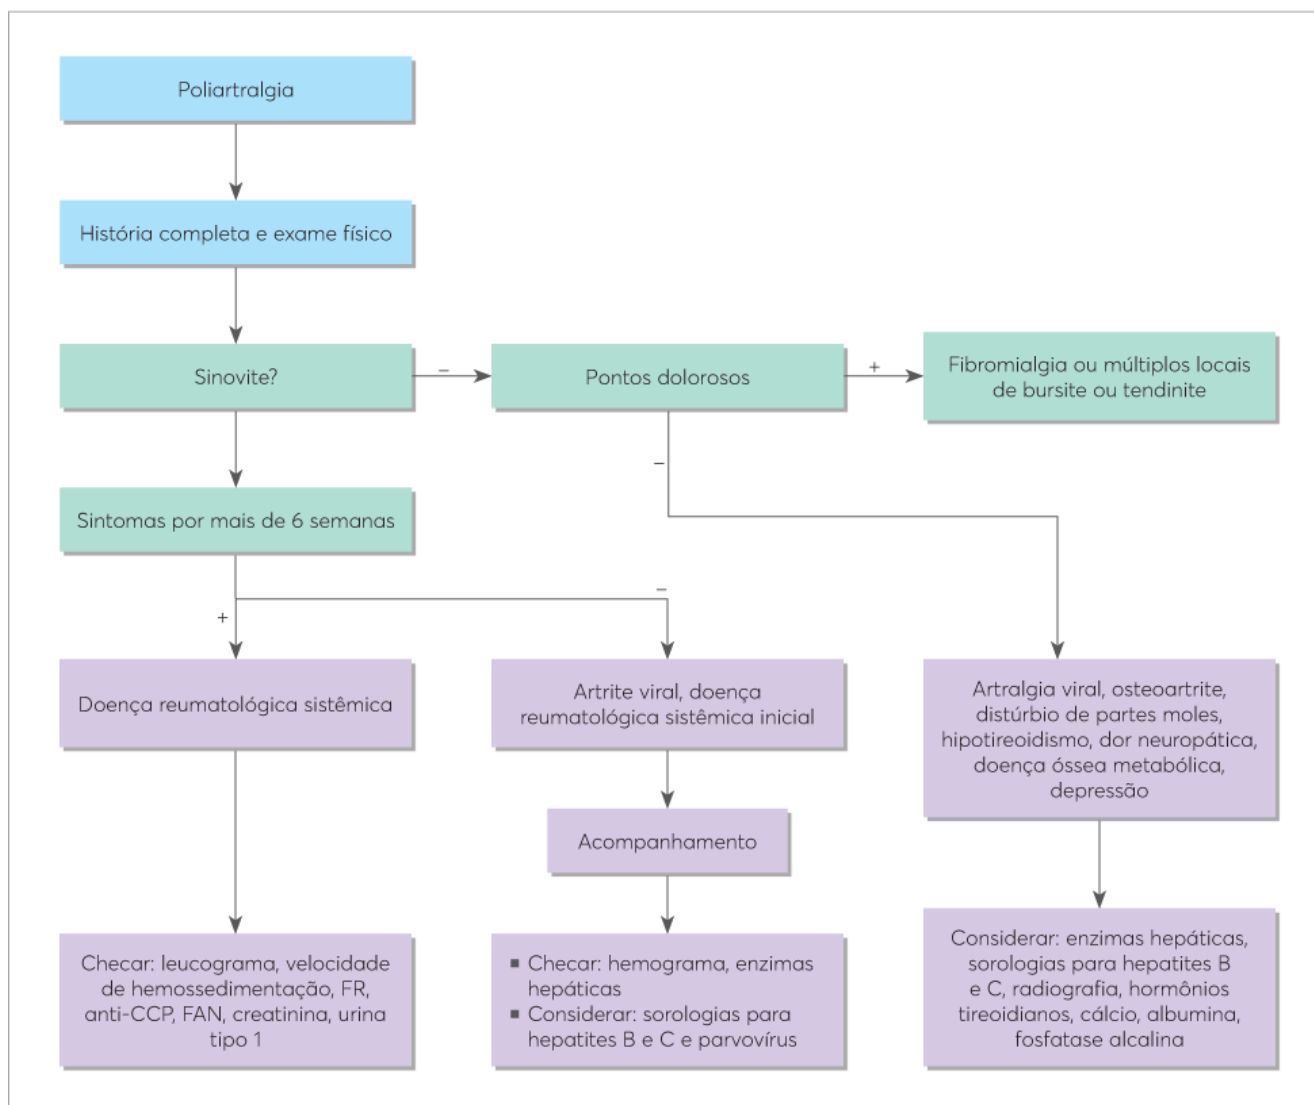 Poliartralgia
História completa e exame físico
Sinovite?
–
Pontos dolorosos
+
Fibromialgia ou múltiplos locais
de bursite ou tendinite
–
Sintomas por mais de 6 semanas
+
–
Doença reumatológica sistêmica
Artrite viral, doença
reumatológica sistêmica inicial
Artralgia viral, osteoartrite,
distúrbio de partes moles,
hipotireoidismo, dor neuropática,
doença óssea metabólica,
depressão
Acompanhamento
Checar: leucograma, velocidade
de hemossedimentação, FR,
anti-CCP, FAN, creatinina, urina
tipo 1
▪ Checar: hemograma, enzimas
hepáticas
▪ Considerar: sorologias para
hepatites B e C e parvovírus
Considerar: enzimas hepáticas,
sorologias para hepatites B
e C, radiografia, hormônios
tireoidianos, cálcio, albumina,
fosfatase alcalina